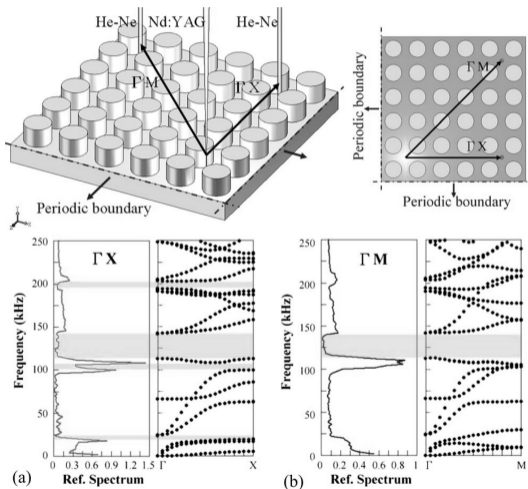 He-Ne Nd:YAG He-Ne
ΓM
ΓX
Periodic boundary
Periodic boundary
ΓM
ΓX
Periodic boundary
ΓX
250
200
150
100
50
0
Frequency (kHz)
0 0.3 0.6 0.9 1.2 1.5
Ref. Spectrum
Γ X
(a)
ΓM
250
200
150
100
50
0
Frequency (kHz)
0 0.2 0.4 0.6 0.8 1
Ref. Spectrum
Γ M
(b)